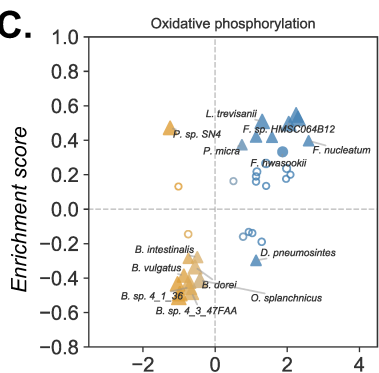 C.
Oxidative phosphorylation
Enrichment score
1.0
0.8
0.6
0.4
0.2
0.0
−0.2
−0.4
−0.6
−0.8
L. trevisanii
P. sp. SN4
F. sp. HMSC064B12
P. micra
F. nucleatum
F. hwasookii
B. intestinalis
D. pneumosintes
B. vulgatus
B. dorei
B. sp. 4_1_36
O. splanchnicus
B. sp. 4_3_47FAA
−2 0 2 4